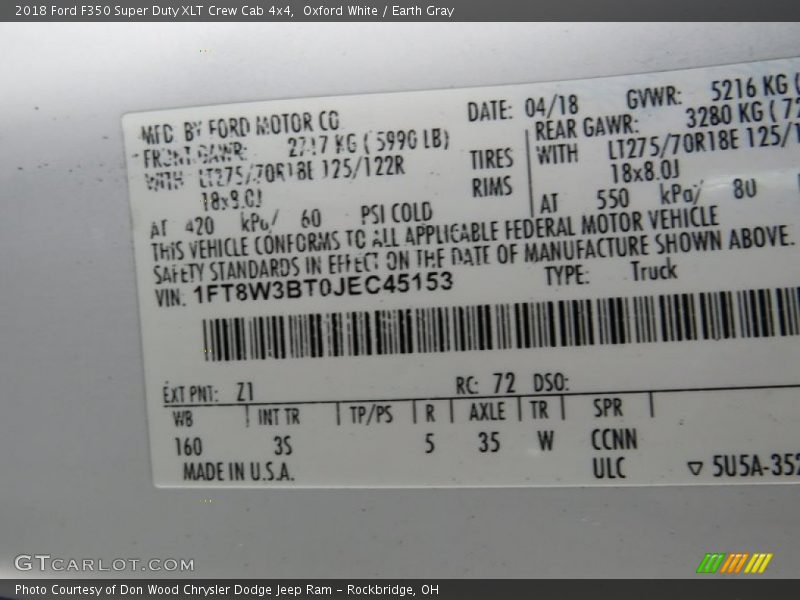 2018 Ford F350 Super Duty XLT Crew Cab 4x4, Oxford White / Earth Gray
MFD. BY FORD MOTOR CO
DATE: 04/18 GVWR: 5216 KG (
FRONT GAWR: 2717 KG ( 5990 LB)
REAR GAWR: 3280 KG ( 72
WITH LT275/70R18E 125/122R TIRES
WITH LT275/70R18E 125/1
18x8.0J RIMS
18x8.0J
AT 420 kPa/ 60 PSI COLD
AT 550 kPa/ 80
THIS VEHICLE CONFORMS TO ALL APPLICABLE FEDERAL MOTOR VEHICLE
SAFETY STANDARDS IN EFFECT ON THE DATE OF MANUFACTURE SHOWN ABOVE.
VIN: 1FT8W3BT0JEC45153 TYPE: Truck
EXT PNT: Z1 RC: 72 DSO:
WB INT TR TP/PS R AXLE TR SPR
160 3S 5 35 W CCNN
MADE IN U.S.A. ULC ▽ 5U5A-352
GTCARLOT.COM
Photo Courtesy of Don Wood Chrysler Dodge Jeep Ram – Rockbridge, OH